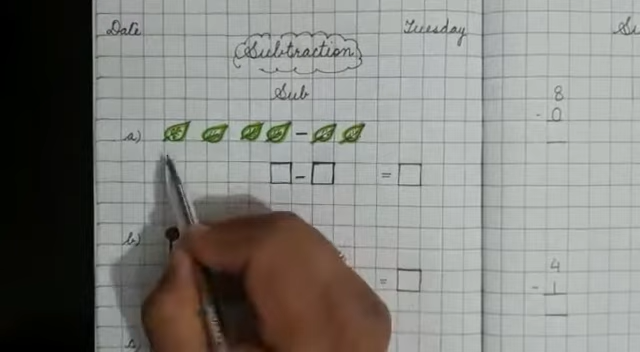 Date Tuesday
Subtraction
Sub
a) -
- =
b)
=
8
- 0
4
- 1